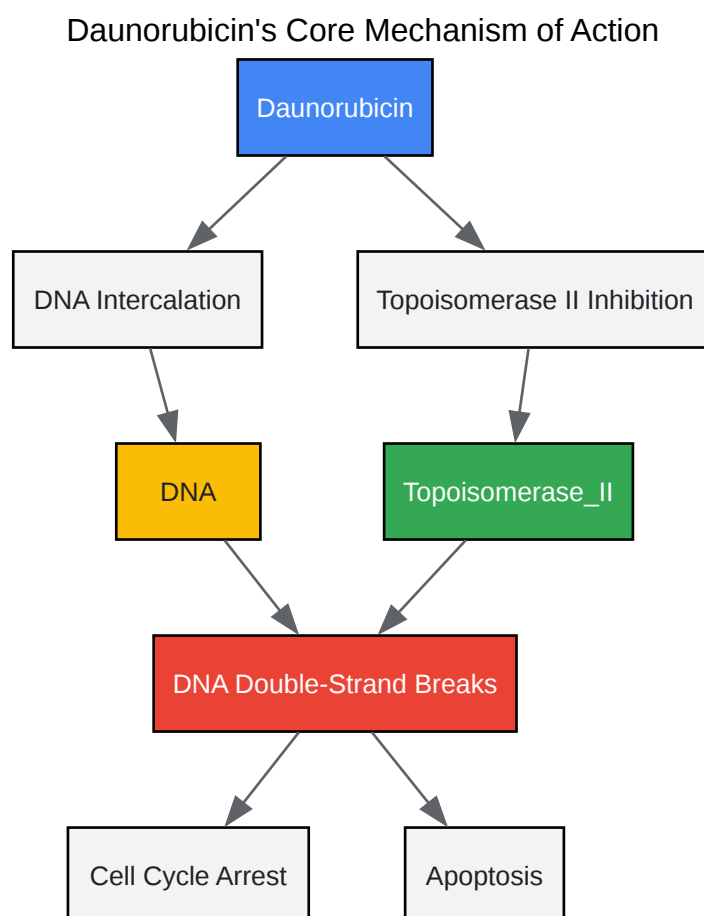 Daunorubicin's Core Mechanism of Action
Daunorubicin
DNA Intercalation
Topoisomerase II Inhibition
DNA
Topoisomerase_II
DNA Double-Strand Breaks
Cell Cycle Arrest
Apoptosis